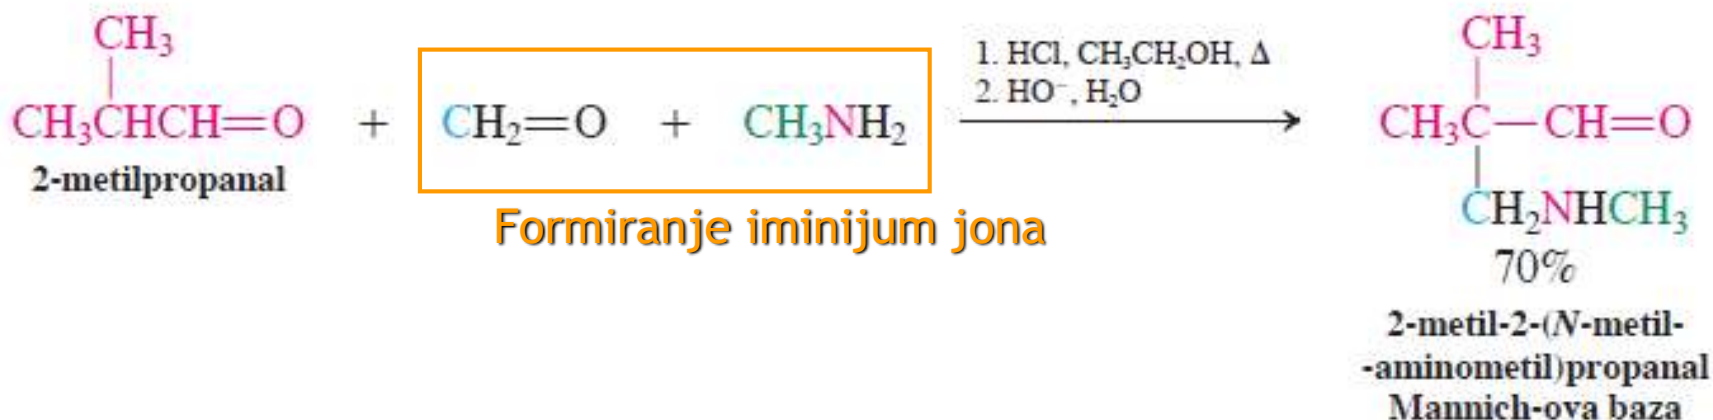 CH₃
CH₃CHCH=O + CH₂=O + CH₃NH₂
2-metilpropanal
Formiranje iminijum jona
1. HCl, CH₃CH₂OH, Δ
2. HO⁻, H₂O
CH₃
CH₃C—CH=O
CH₂NHCH₃
70%
2-metil-2-(N-metil-
-aminometil)propanal
Mannich-ova baza